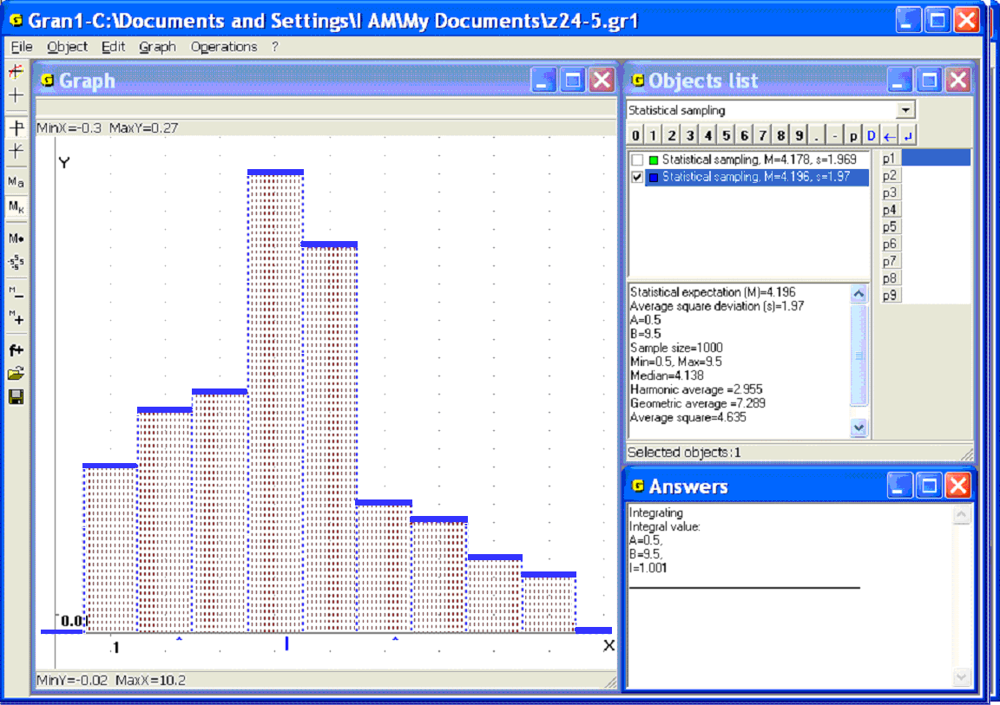 Gran1-C:\Documents and Settings\I AM\My Documents\z24-5.gr1
File Object Edit Graph Operations ?
Graph
MinX=-0.3 MaxY=0.27
Y
0.0
1
X
MinY=-0.02 MaxX=10.2
Ma
Mк
M•
M
M+
f+
Objects list
Statistical sampling
0 1 2 3 4 5 6 7 8 9 . - p D ← ↲
Statistical sampling, M=4.178, s=1.969
Statistical sampling, M=4.196, s=1.97
p1
p2
p3
p4
p5
p6
p7
p8
p9
Statistical expectation (M)=4.196
Average square deviation (s)=1.97
A=0.5
B=9.5
Sample size=1000
Min=0.5, Max=9.5
Median=4.138
Harmonic average =2.955
Geometric average =7.289
Average square=4.635
Selected objects:1
Answers
Integrating
Integral value:
A=0.5,
B=9.5,
I=1.001